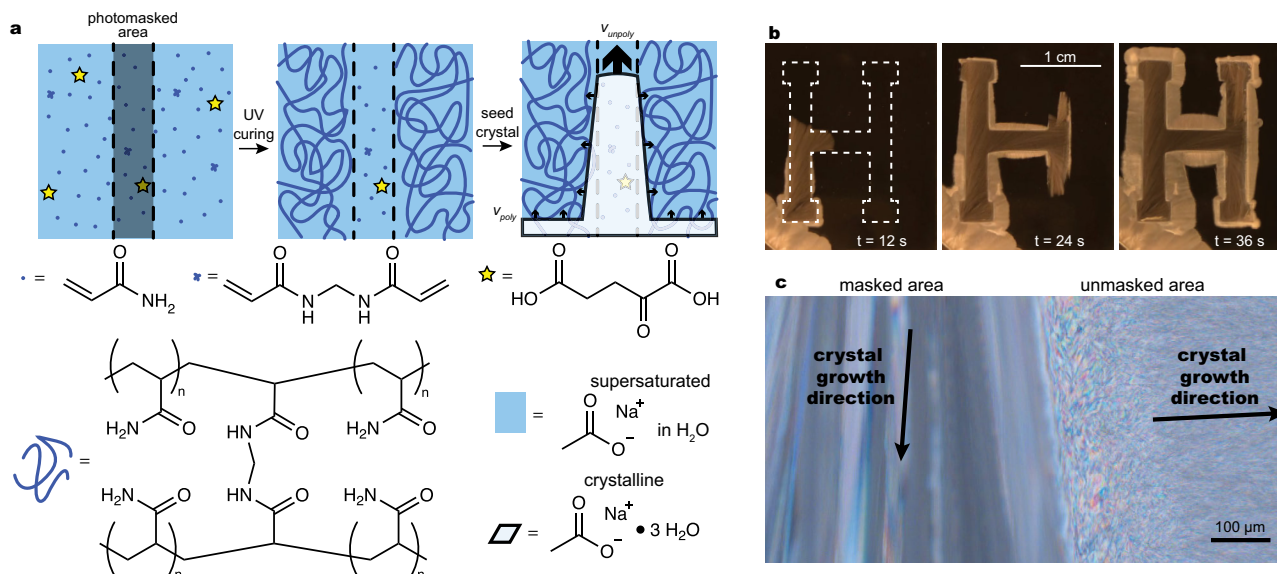 a
photomasked
area
UV
curing
seed
crystal
v_unpoly
v_poly
=
O
NH2
=
O
N
H
N
H
O
=
O
HO
O
OH
O
n
H2N
O
HN
O
n
H2N
O
=
H2N
O
HN
O
H2N
O
n
n
supersaturated
=
O
Na+
O−
in H2O
crystalline
=
O
Na+
O−
• 3 H2O
b
1 cm
t = 12 s
t = 24 s
t = 36 s
c
masked area
unmasked area
crystal
growth
direction
crystal
growth
direction
100 µm